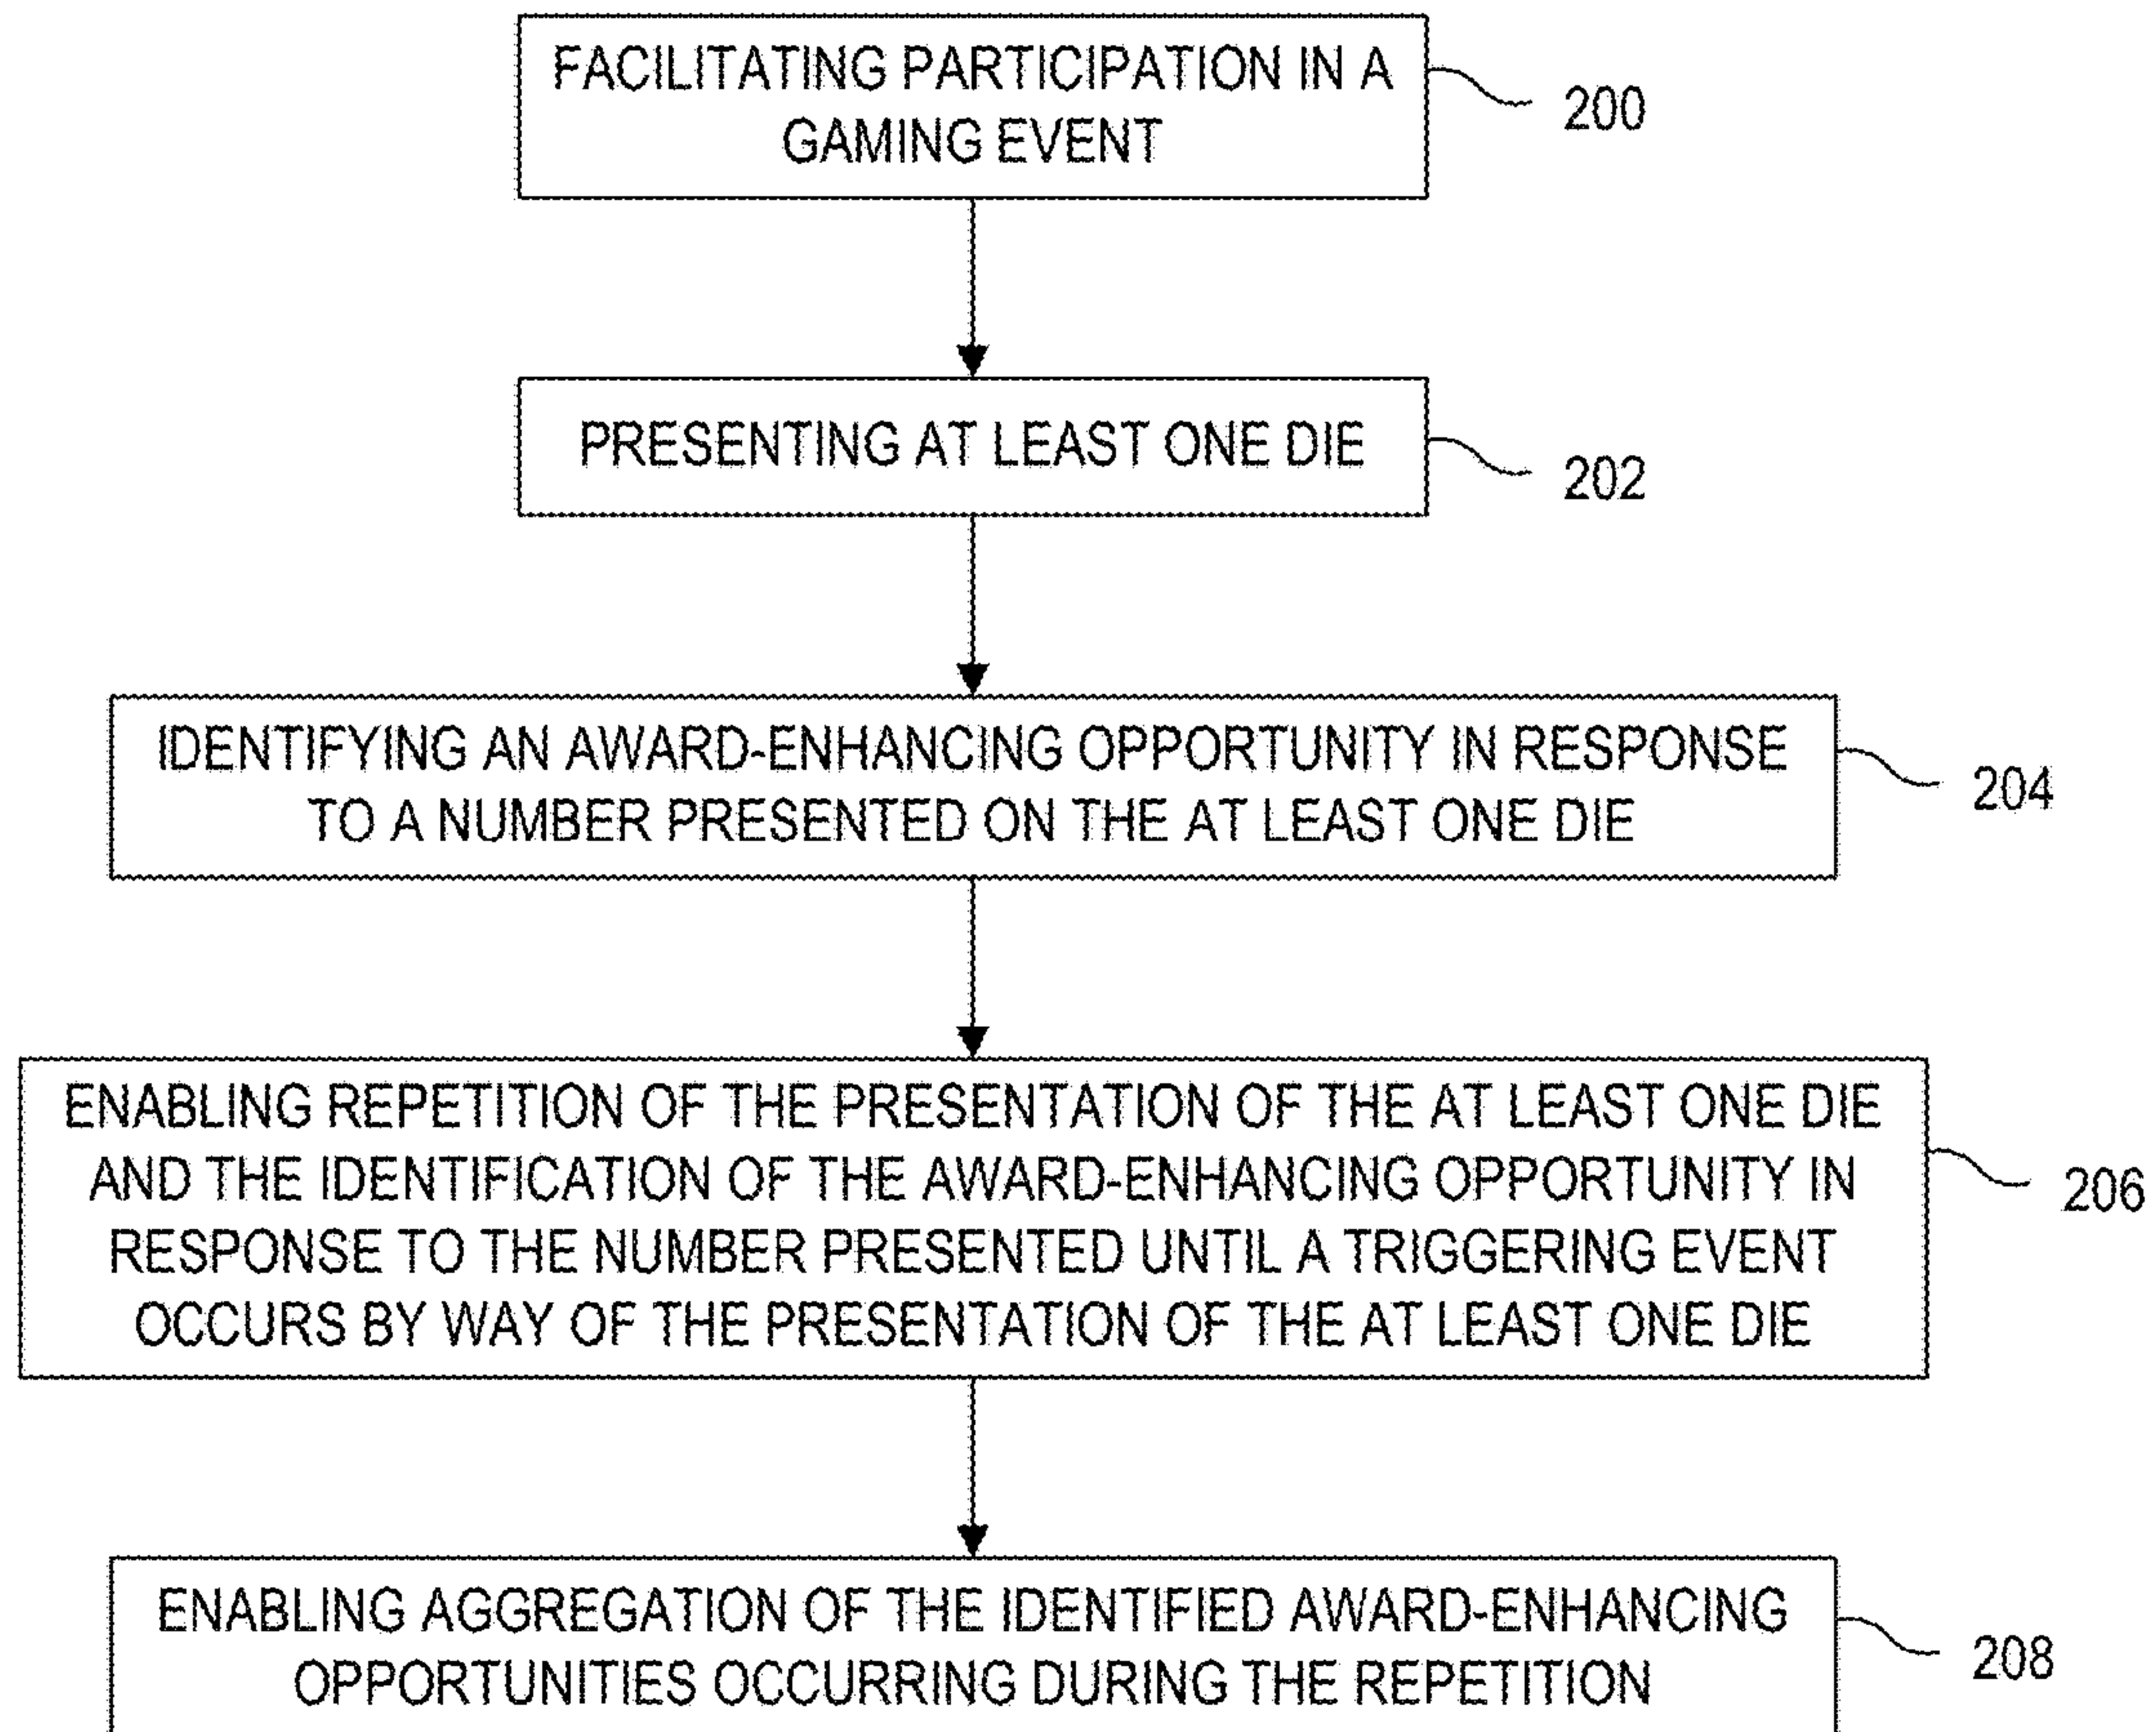 FACILITATING PARTICIPATION IN A
GAMING EVENT
200
PRESENTING AT LEAST ONE DIE
202
IDENTIFYING AN AWARD-ENHANCING OPPORTUNITY IN RESPONSE
TO A NUMBER PRESENTED ON THE AT LEAST ONE DIE
204
ENABLING REPETITION OF THE PRESENTATION OF THE AT LEAST ONE DIE
AND THE IDENTIFICATION OF THE AWARD-ENHANCING OPPORTUNITY IN
RESPONSE TO THE NUMBER PRESENTED UNTIL A TRIGGERING EVENT
OCCURS BY WAY OF THE PRESENTATION OF THE AT LEAST ONE DIE
206
ENABLING AGGREGATION OF THE IDENTIFIED AWARD-ENHANCING
OPPORTUNITIES OCCURRING DURING THE REPETITION
208